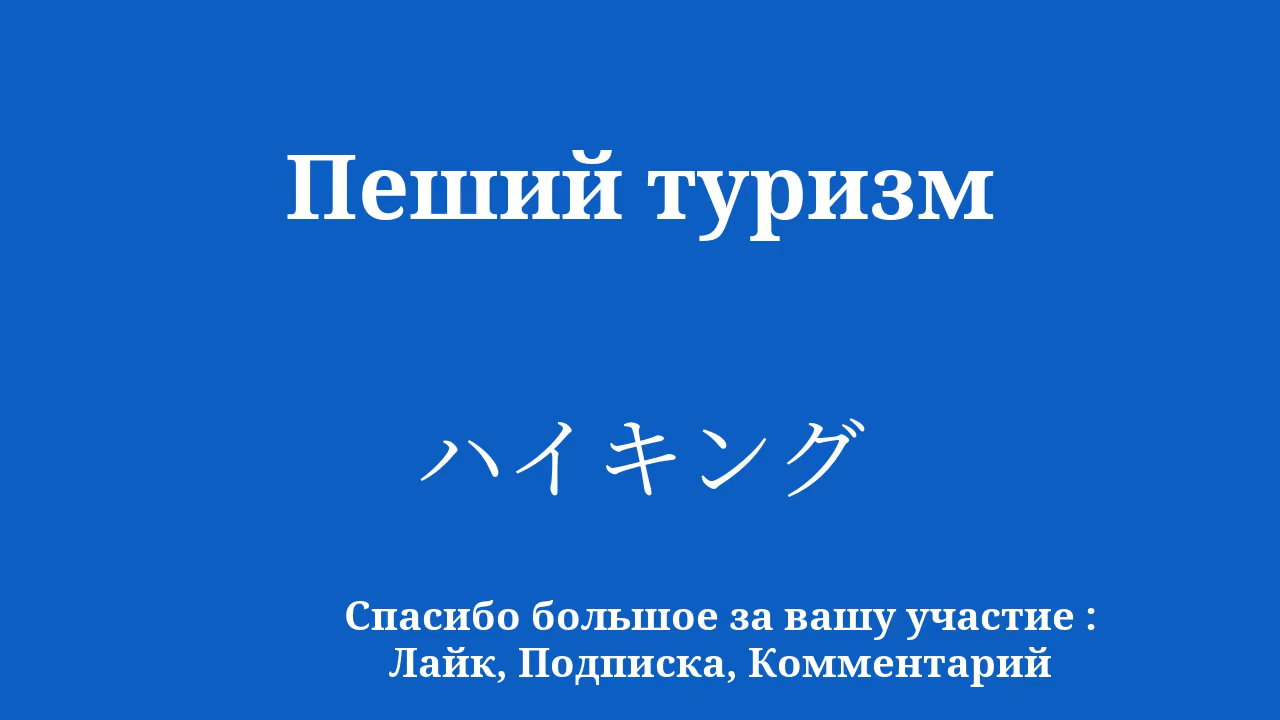 Пеший туризм
ハイキング
Спасибо большое за вашу участие :
Лайк, Подписка, Комментарий